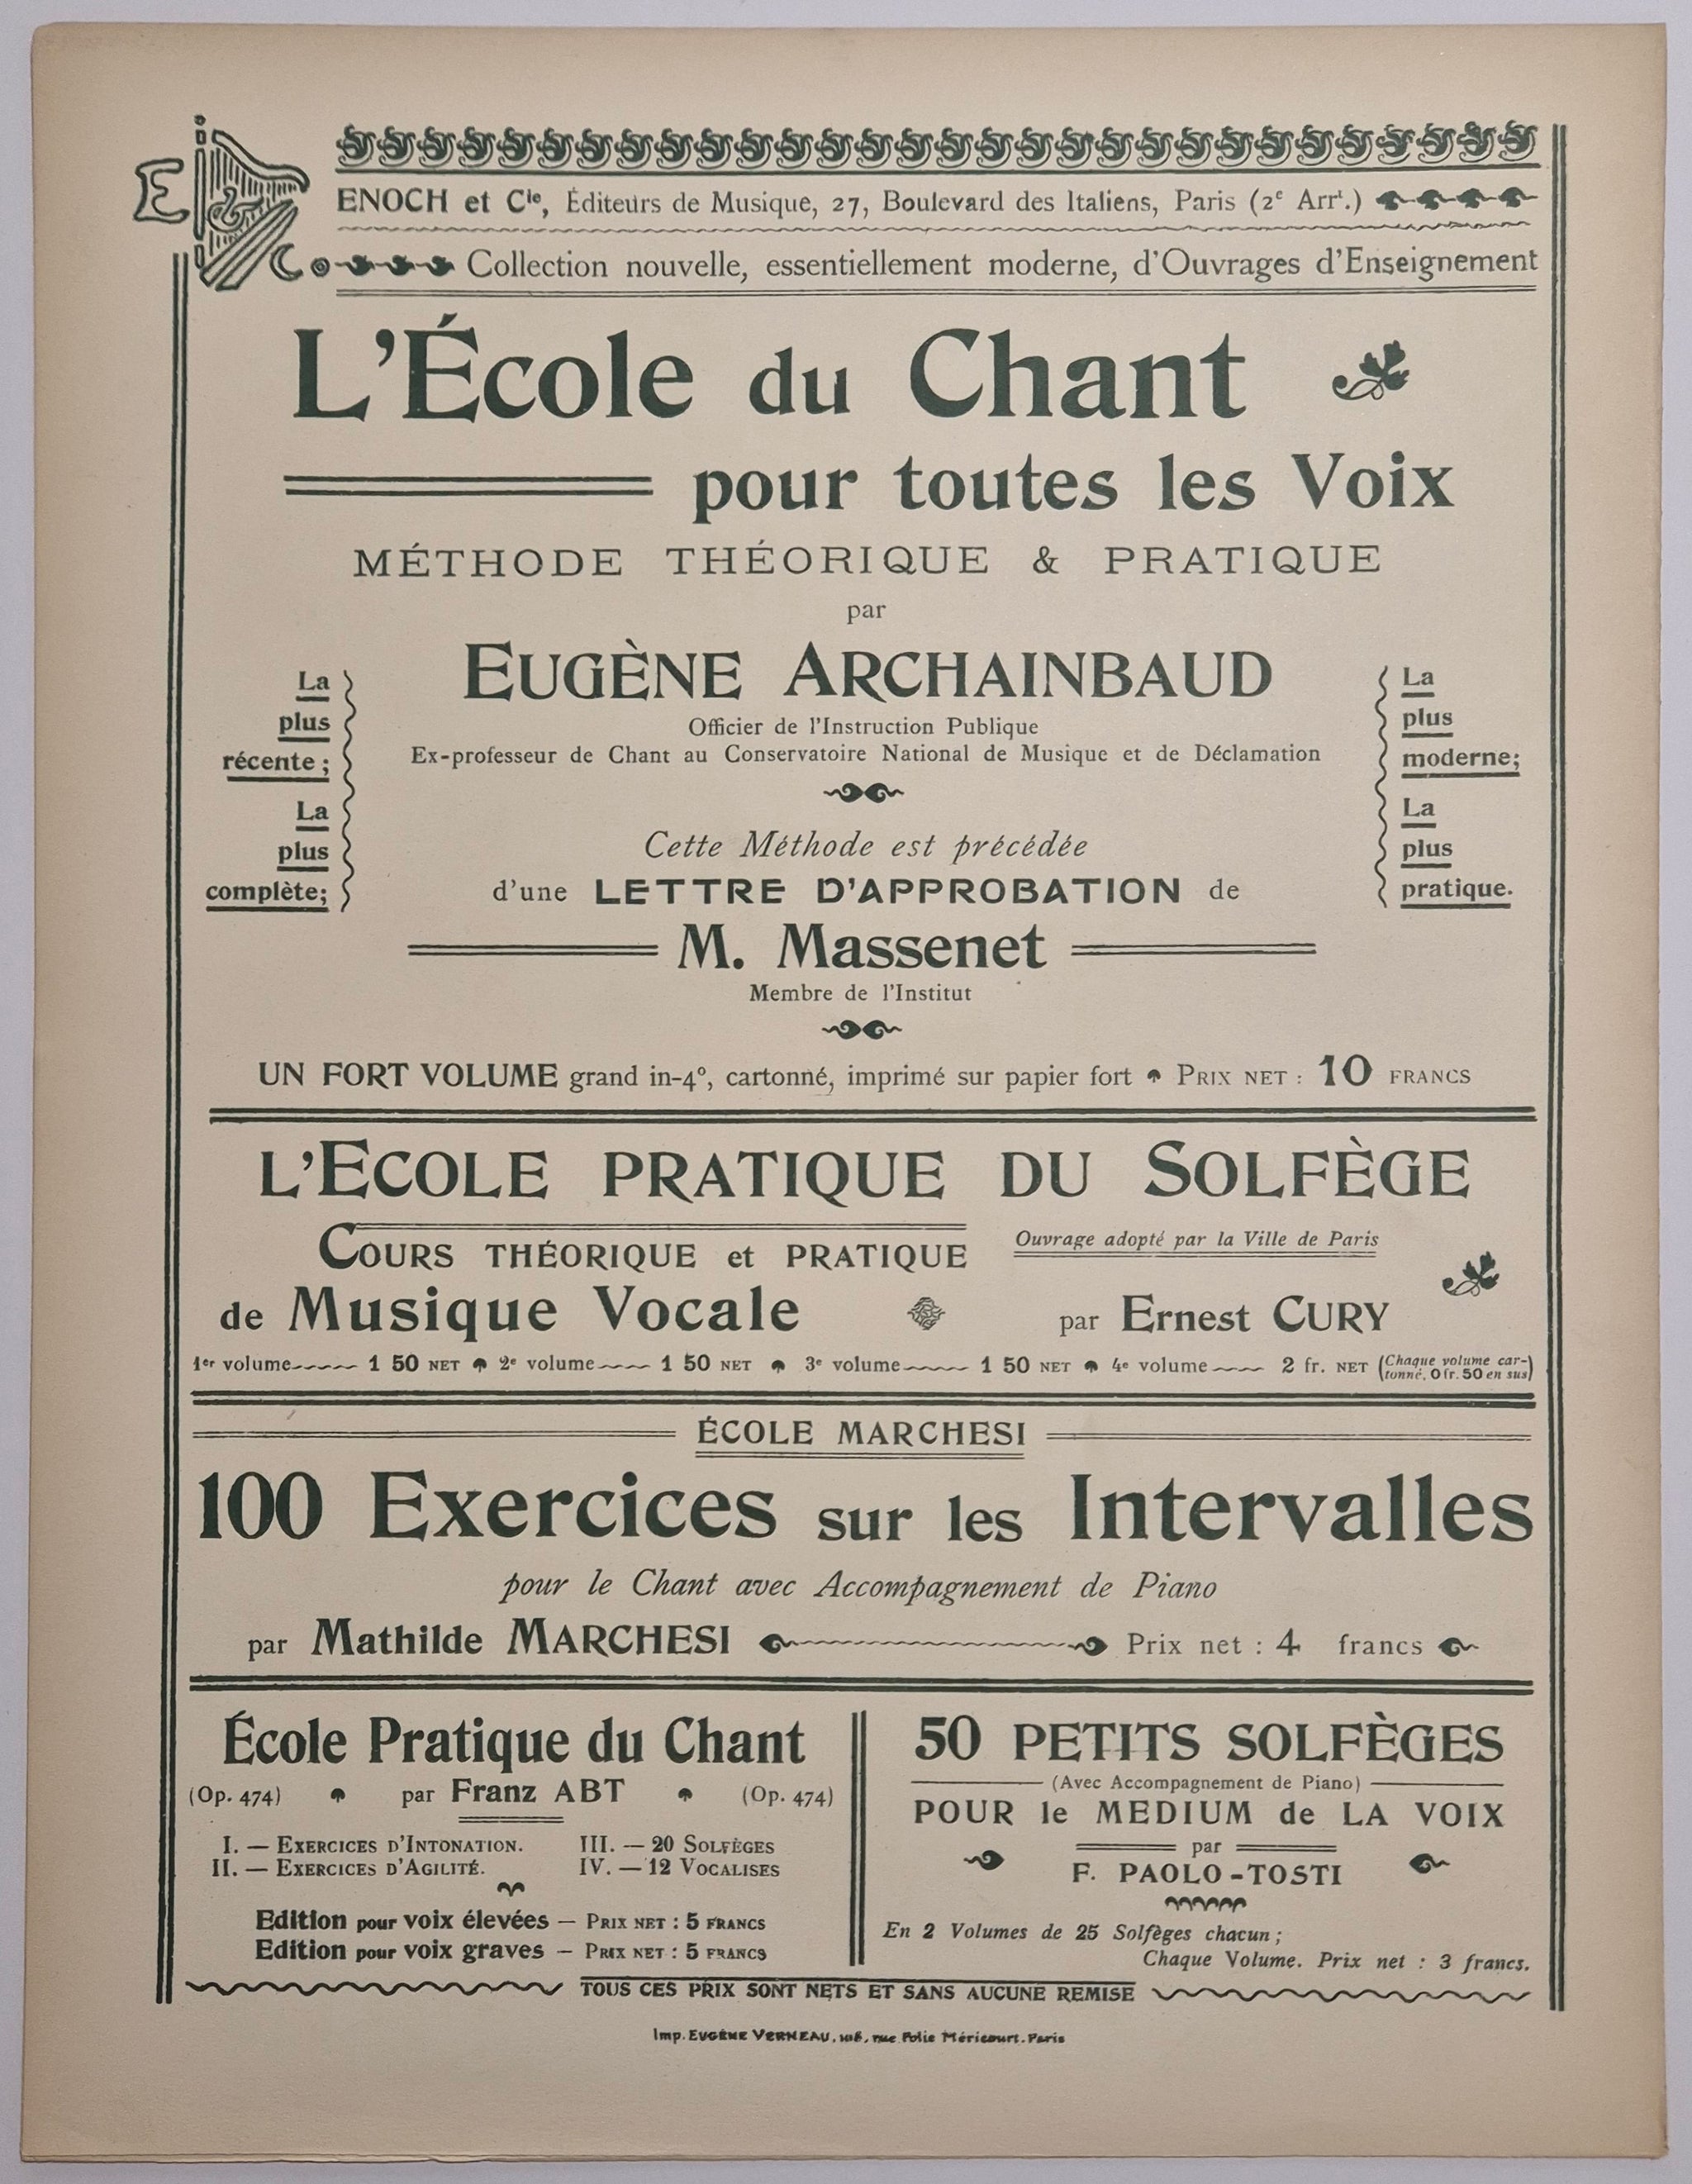 E C
ENOCH et Cie, Éditeurs de Musique, 27, Boulevard des Italiens, Paris (2e Arrt.)
Collection nouvelle, essentiellement moderne, d'Ouvrages d'Enseignement
L'École du Chant
pour toutes les Voix
MÉTHODE THÉORIQUE & PRATIQUE
par
EUGÈNE ARCHAINBAUD
Officier de l'Instruction Publique
Ex-professeur de Chant au Conservatoire National de Musique et de Déclamation
La
plus
récente;
La
plus
complète;
La
plus
moderne;
La
plus
pratique.
Cette Méthode est précédée
d'une LETTRE D'APPROBATION de
M. Massenet
Membre de l'Institut
UN FORT VOLUME grand in-4º, cartonné, imprimé sur papier fort PRIX NET : 10 FRANCS
L'ECOLE PRATIQUE DU SOLFÈGE
COURS THÉORIQUE et PRATIQUE
Ouvrage adopté par la Ville de Paris
de Musique Vocale par Ernest CURY
1er volume 1 50 NET 2e volume 1 50 NET 3e volume 1 50 NET 4e volume 2 fr. NET (Chaque volume car-
tonné, 0 fr. 50 en sus)
ÉCOLE MARCHESI
100 Exercices sur les Intervalles
pour le Chant avec Accompagnement de Piano
par Mathilde MARCHESI Prix net : 4 francs
École Pratique du Chant
(Op. 474) par Franz ABT (Op. 474)
I. — EXERCICES D'INTONATION. III. — 20 SOLFÈGES
II. — EXERCICES D'AGILITÉ. IV. — 12 VOCALISES
Edition pour voix élevées — PRIX NET : 5 FRANCS
Edition pour voix graves — PRIX NET : 5 FRANCS
50 PETITS SOLFÈGES
(Avec Accompagnement de Piano)
POUR le MEDIUM de LA VOIX
par
F. PAOLO-TOSTI
En 2 Volumes de 25 Solfèges chacun;
Chaque Volume. Prix net : 3 francs.
TOUS CES PRIX SONT NETS ET SANS AUCUNE REMISE
Imp. EUGÈNE VERNEAU, 108, rue Folie Méricourt. Paris